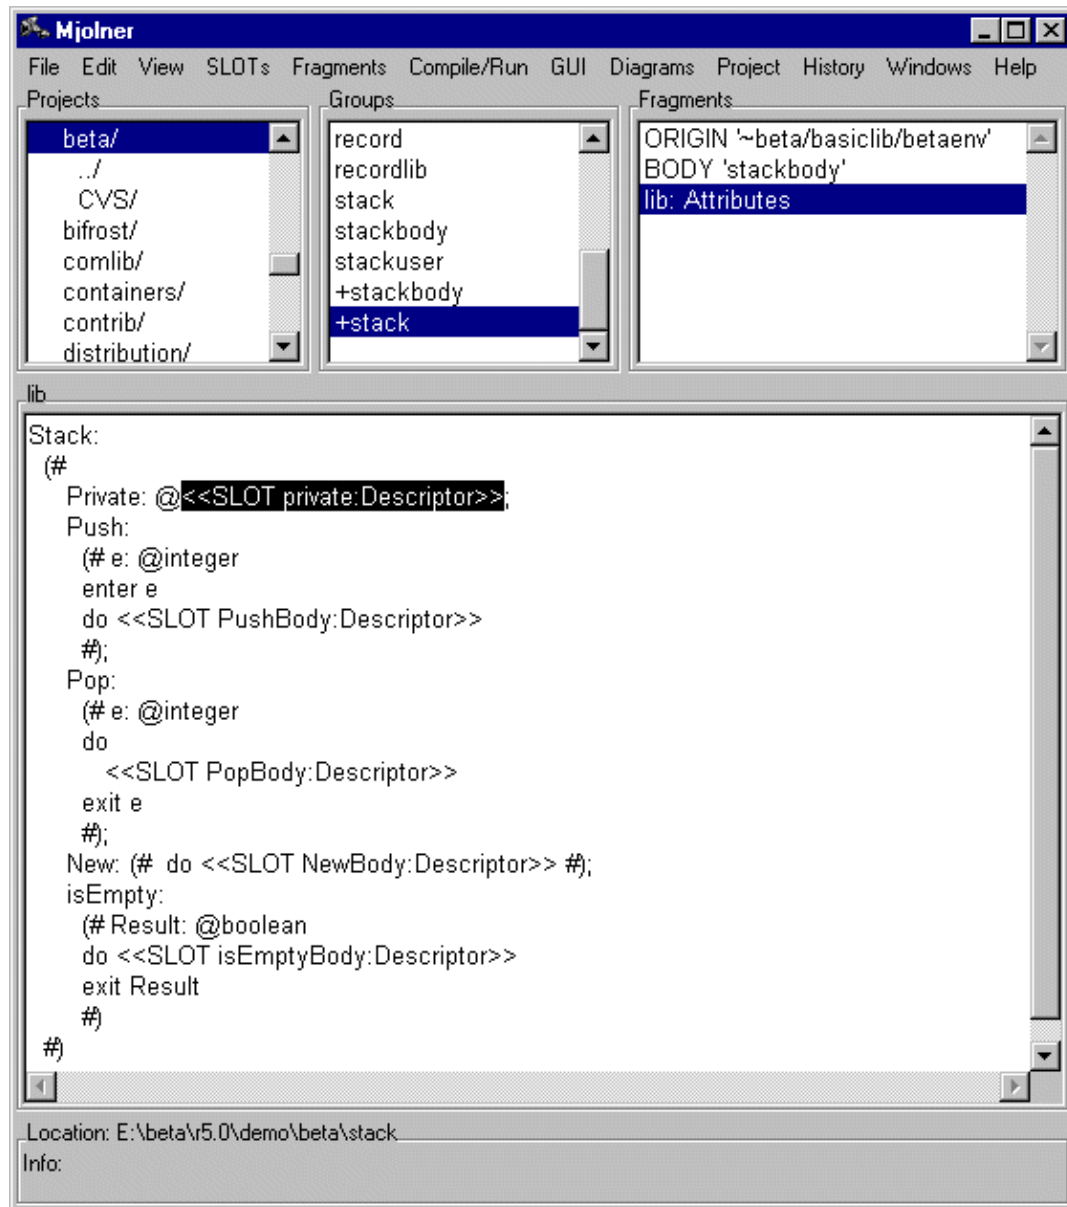 Mjolner
File Edit View SLOTs Fragments Compile/Run GUI Diagrams Project History Windows Help
Projects
beta/
../
CVS/
bifrost/
comlib/
containers/
contrib/
distribution/
Groups
record
recordlib
stack
stackbody
stackuser
+stackbody
+stack
Fragments
ORIGIN '~beta/basiclib/betaenv'
BODY 'stackbody'
lib: Attributes
lib
Stack:
(#
Private: @<<SLOT private:Descriptor>>;
Push:
(# e: @integer
enter e
do <<SLOT PushBody:Descriptor>>
#);
Pop:
(# e: @integer
do
<<SLOT PopBody:Descriptor>>
exit e
#);
New: (# do <<SLOT NewBody:Descriptor>> #);
isEmpty:
(# Result: @boolean
do <<SLOT isEmptyBody:Descriptor>>
exit Result
#)
#)
Location: E:\beta\r5.0\demo\beta\stack
Info: